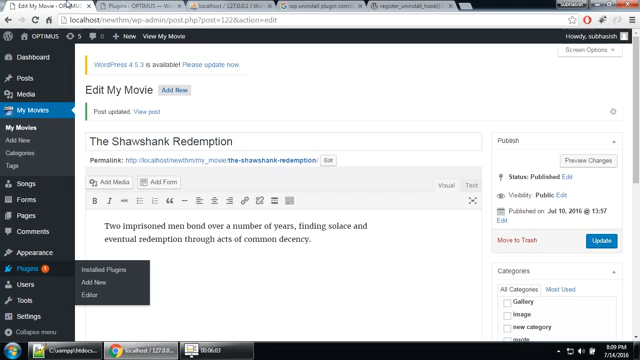 Edit My Movie ‹ OPTIMUS
Plugins ‹ OPTIMUS — W
localhost / 127.0.0.1 / th
wp uninstall plugin const
register_uninstall_hook()
subhasish
localhost/newthm/wp-admin/post.php?post=122&action=edit
OPTIMUS
5
0
New
View My Movie
Howdy, subhasish
Screen Options
WordPress 4.5.3 is available! Please update now.
Dashboard
Posts
Media
My Movies
My Movies
Add New
Categories
Tags
Songs
Forms
Pages
Comments
Appearance
Plugins 1
Users
Tools
Settings
Collapse menu
Installed Plugins
Add New
Editor
Edit My Movie Add New
Post updated. View post
The Shawshank Redemption
Permalink: http://localhost/newthm/my_movie/the-shawshank-redemption/ Edit
Add Media
Add Form
Visual
Text
B I ABC
Two imprisoned men bond over a number of years, finding solace and
eventual redemption through acts of common decency.
Publish
Preview Changes
Status: Published Edit
Visibility: Public Edit
Published on: Jul 10, 2016 @ 13:57
Edit
Move to Trash
Update
Categories
All Categories
Most Used
Gallery
image
new category
quote
C:\xampp\htdocs...
localhost / 127.0.0...
00:06:03
8:09 PM
7/14/2016